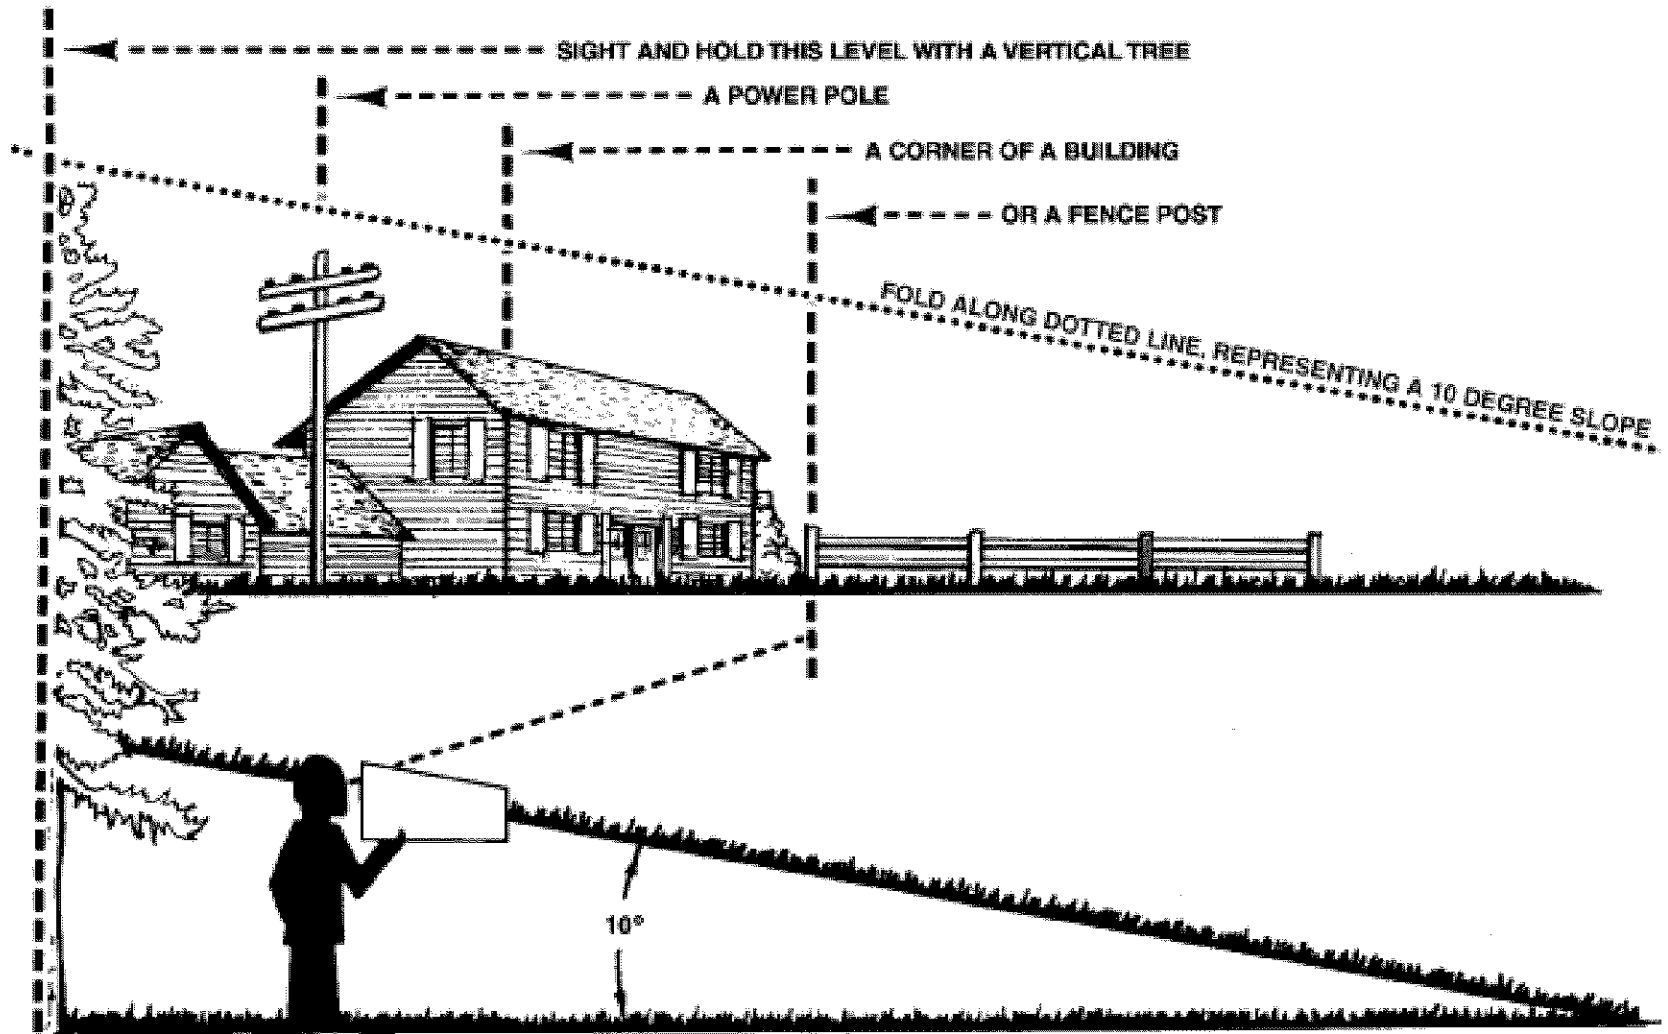 SIGHT AND HOLD THIS LEVEL WITH A VERTICAL TREE
A POWER POLE
A CORNER OF A BUILDING
OR A FENCE POST
FOLD ALONG DOTTED LINE, REPRESENTING A 10 DEGREE SLOPE
10°